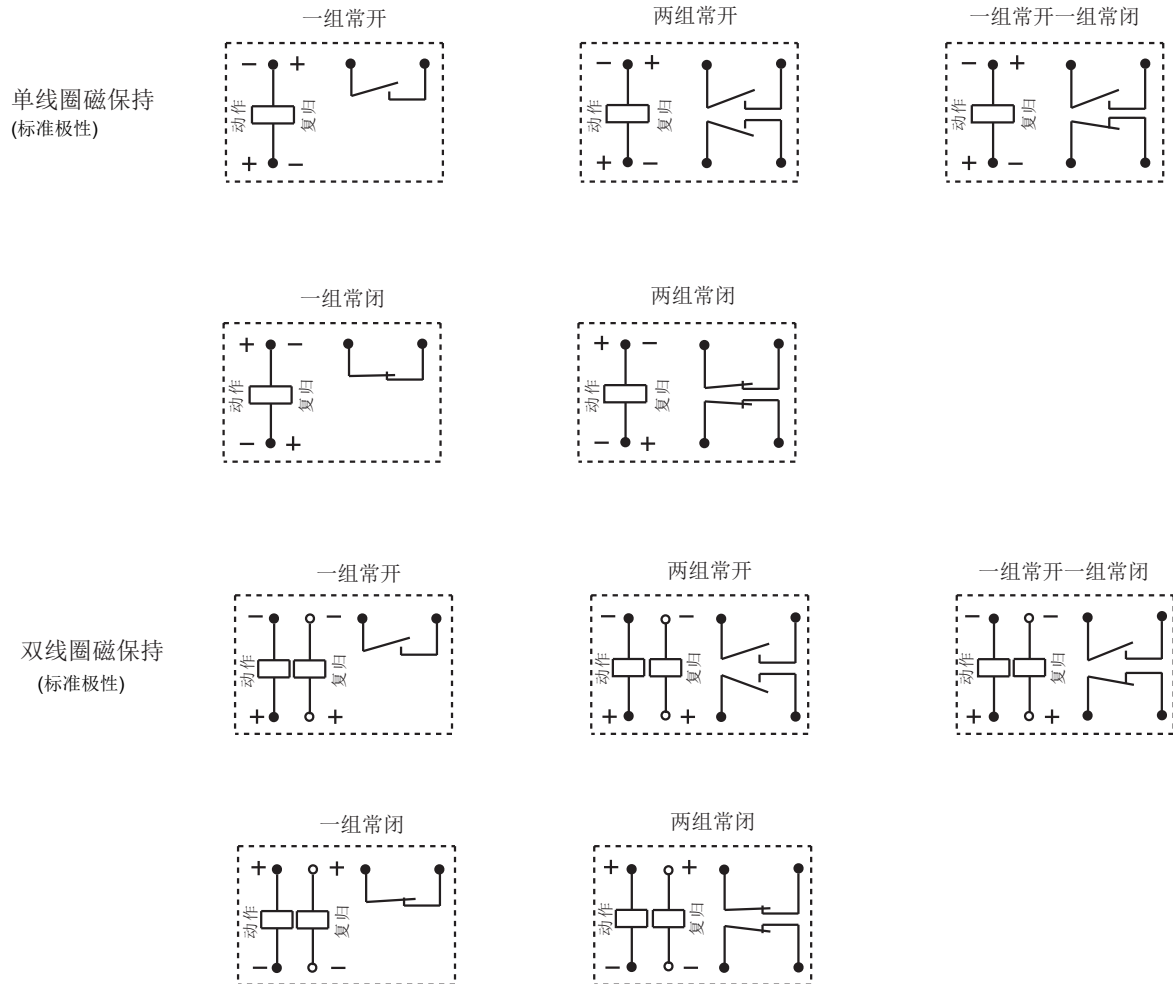 一组常开
两组常开
一组常开一组常闭
单线圈磁保持
(标准极性)
- +
动作
复归
+ -
- +
动作
复归
+ -
- +
动作
复归
+ -
一组常闭
两组常闭
+ -
动作
复归
- +
+ -
动作
复归
- +
一组常开
两组常开
一组常开一组常闭
双线圈磁保持
(标准极性)
- -
动作
复归
+ +
- -
动作
复归
+ +
- -
动作
复归
+ +
一组常闭
两组常闭
+ +
动作
复归
- -
+ +
动作
复归
- -